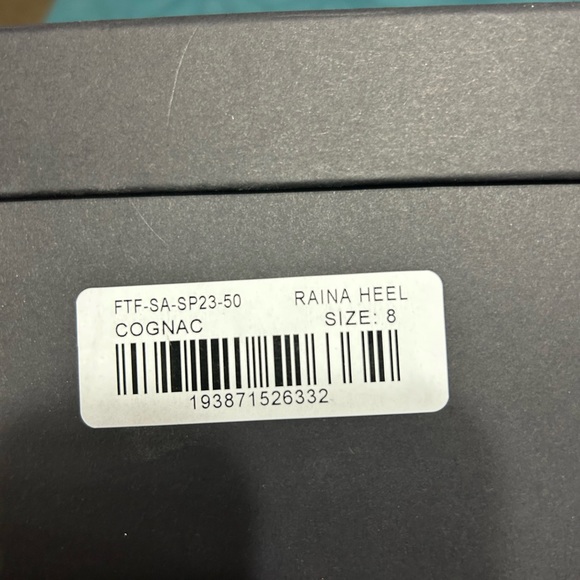 FTF-SA-SP23-50 RAINA HEEL
COGNAC SIZE: 8
193871526332